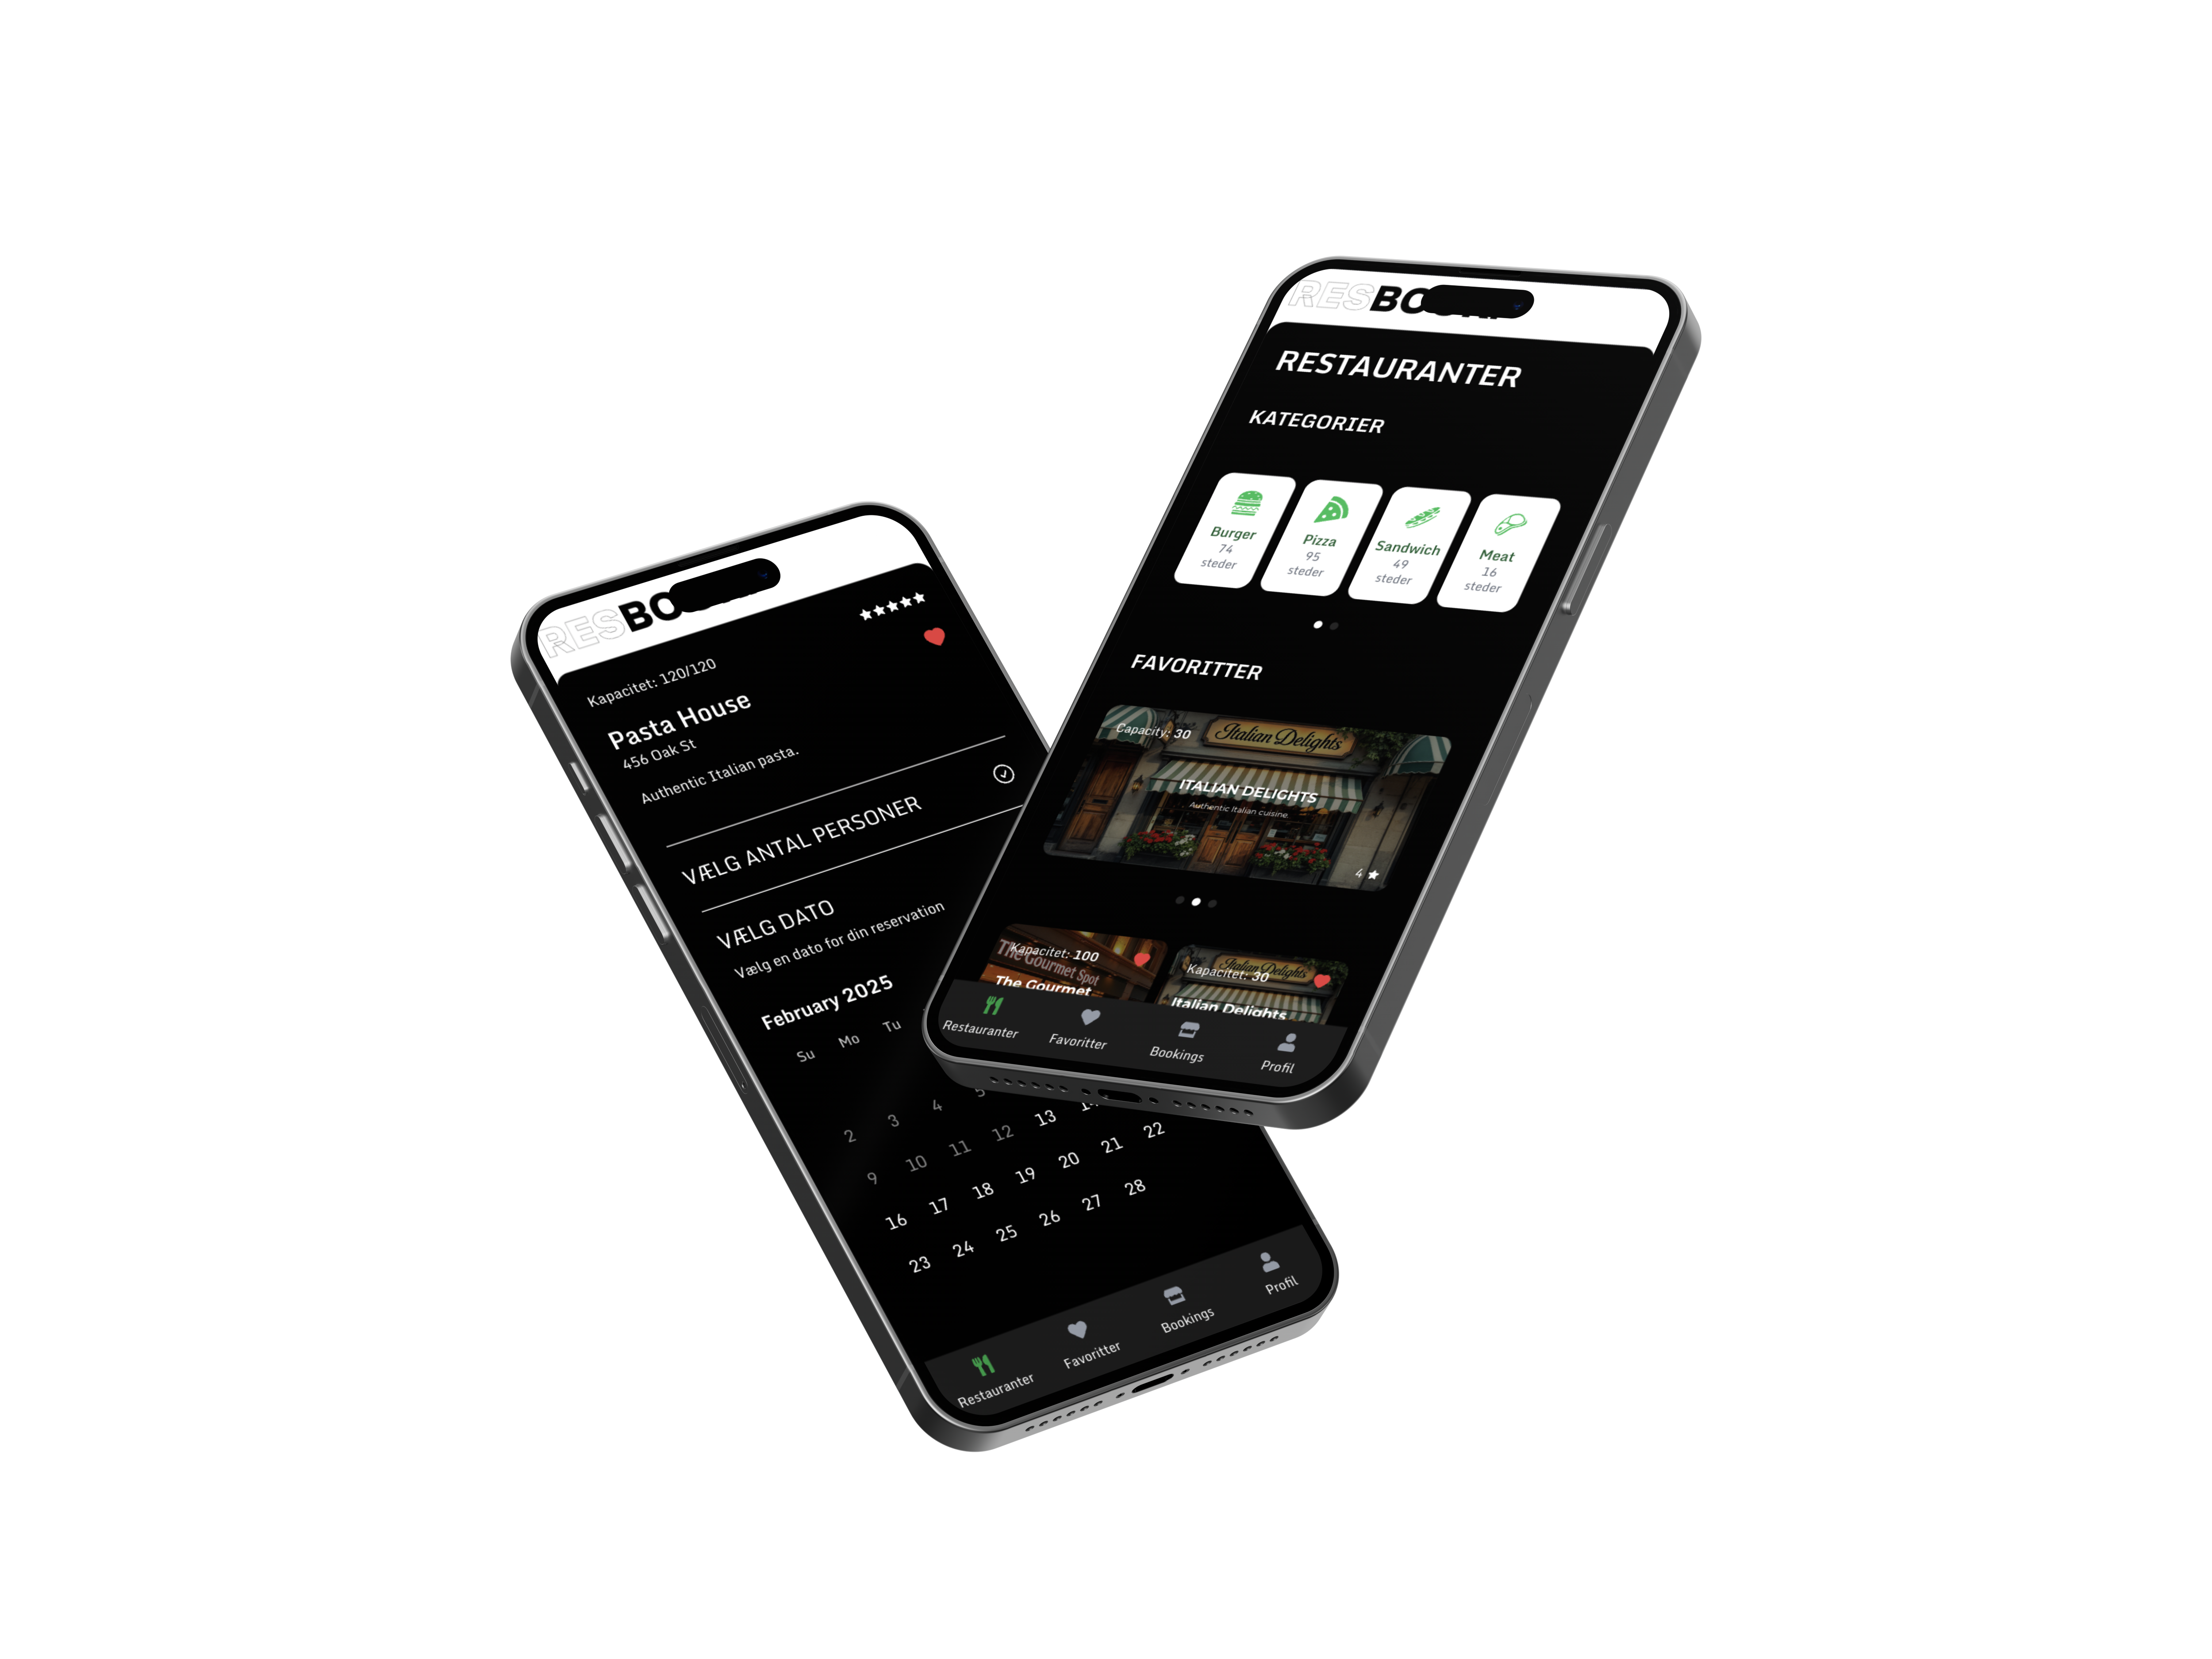 Kapacitet: 120/120
Pasta House
456 Oak St
Authentic Italian pasta.
VÆLG ANTAL PERSONER
VÆLG DATO
Vælg en dato for din reservation
February 2025
Su Mo Tu
2 3 4 5
9 10 11 12 13 14
16 17 18 19 20 21 22
23 24 25 26 27 28
Restauranter Favoritter Bookings Profil
RESTAURANTER
KATEGORIER
Burger
74
steder
Pizza
95
steder
Sandwich
49
steder
Meat
16
steder
FAVORITTER
Capacity: 30
Italian Delights
ITALIAN DELIGHTS
Authentic Italian cuisine.
4
Kapacitet: 100
The Gourmet Spot
The Gourmet
Kapacitet: 30
Italian Delights
Italian Delights
Restauranter Favoritter Bookings Profil